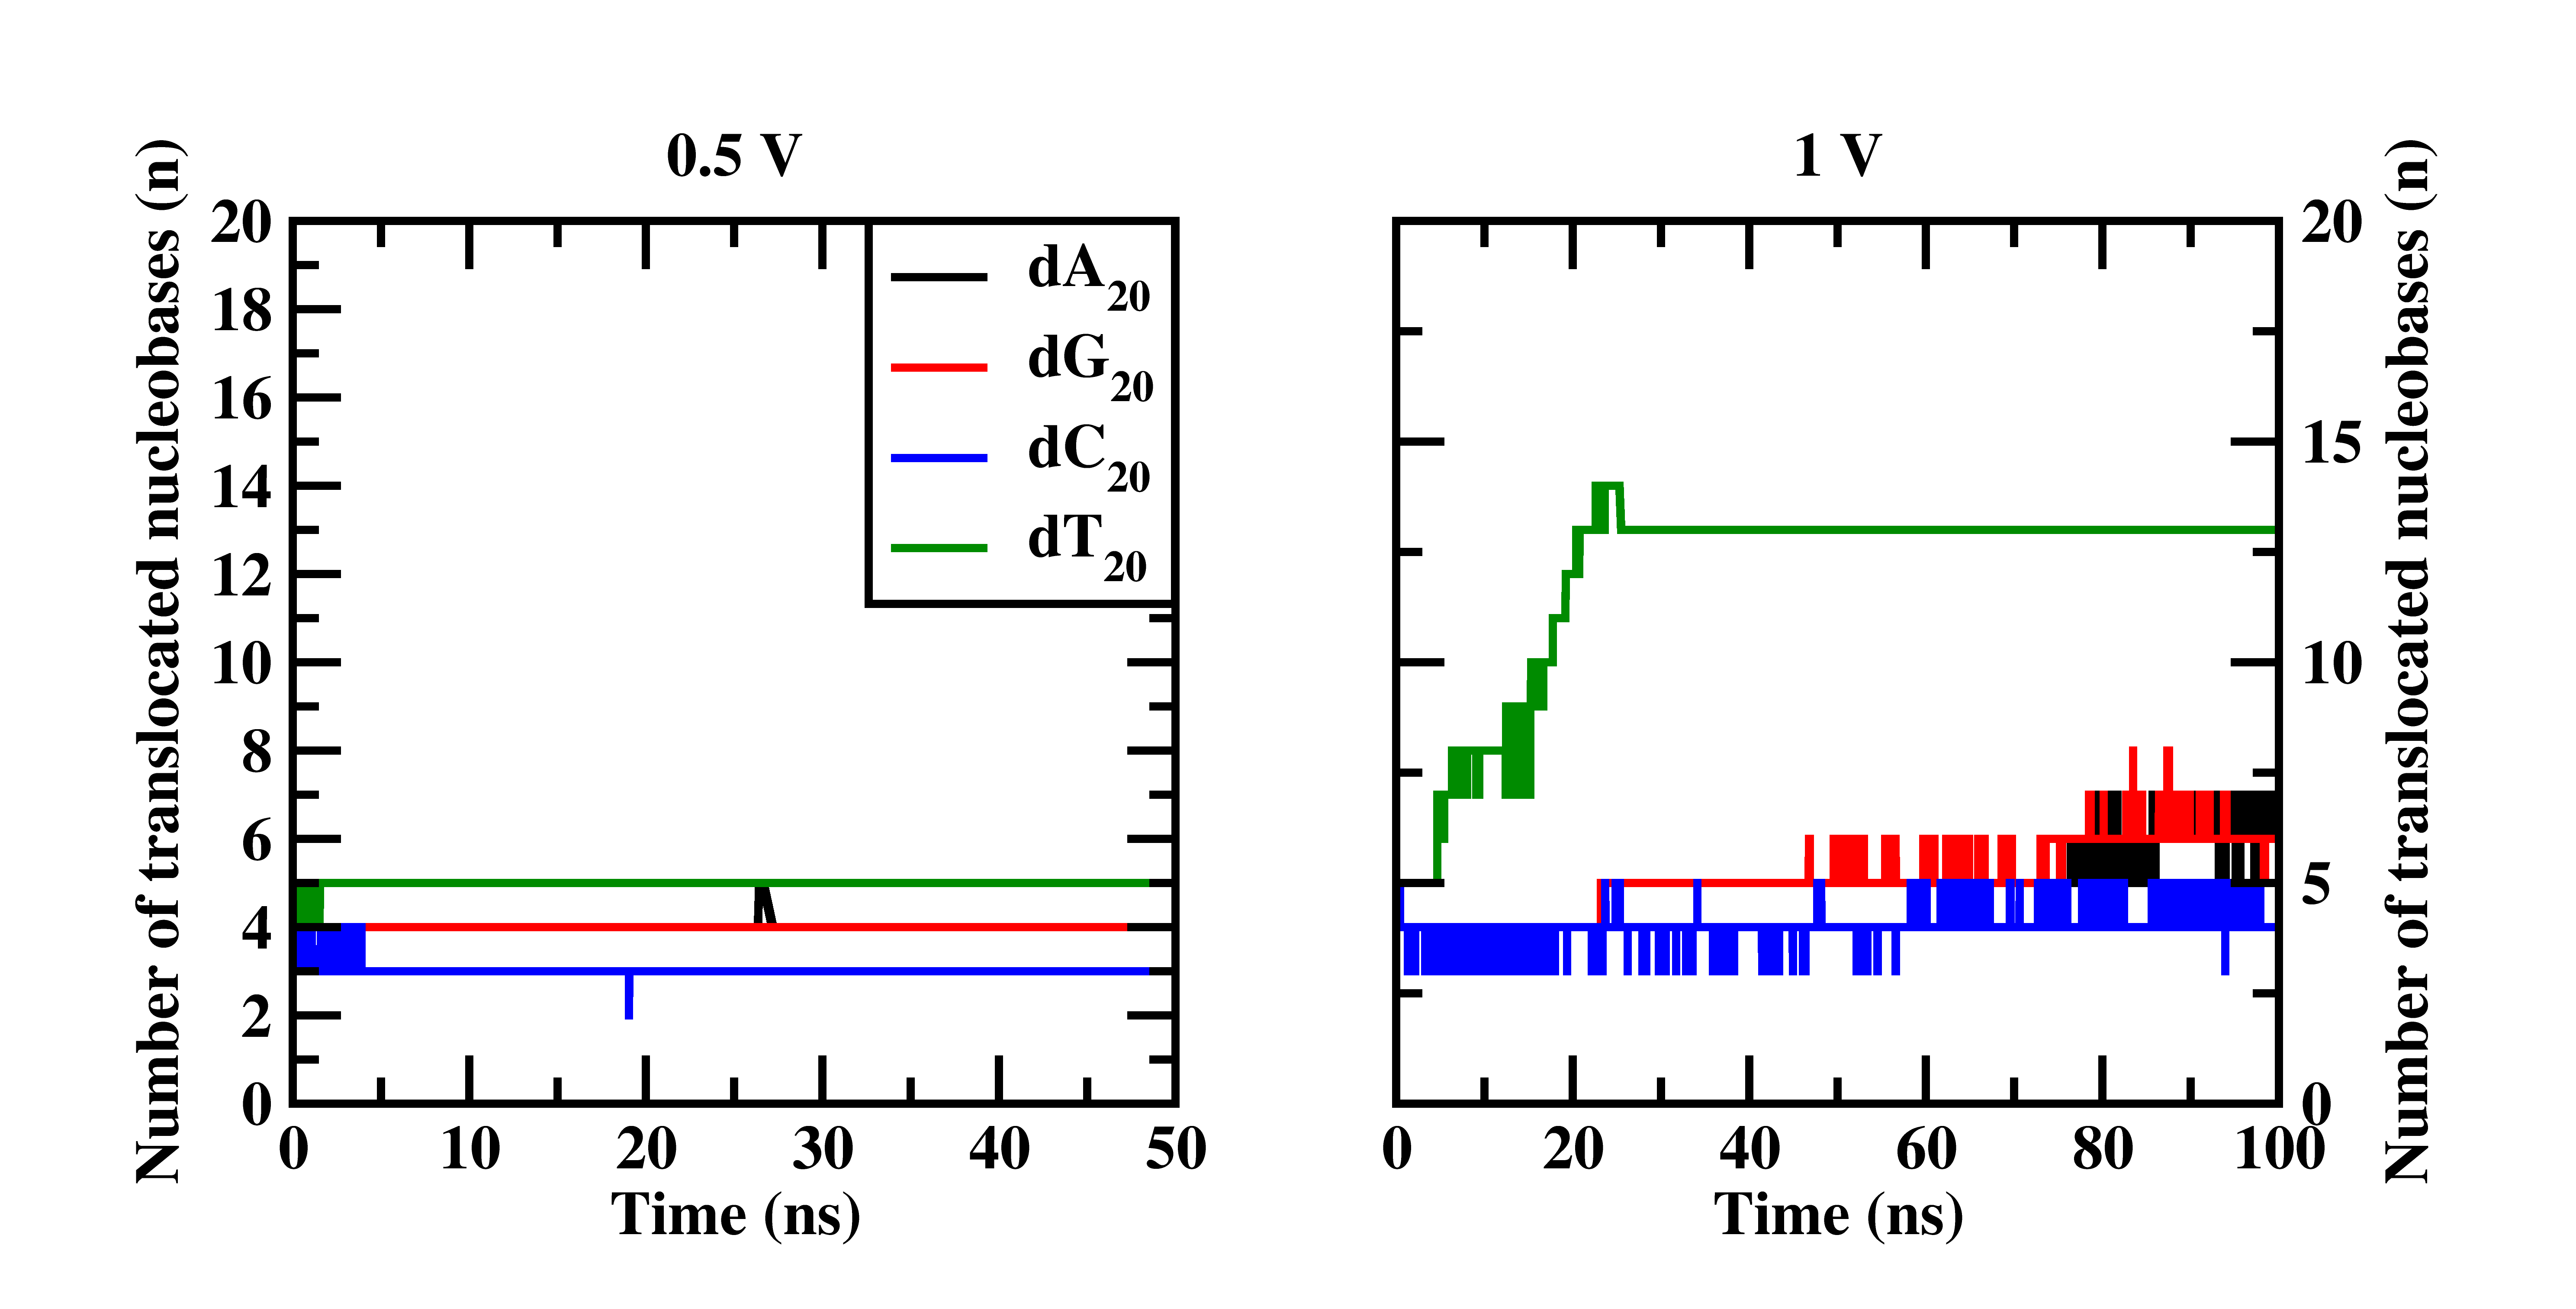 0.5 V
1 V
Number of translocated nucleobases (n)
20
18
16
14
12
10
8
6
4
2
0
0 10 20 30 40 50
Time (ns)
dA20
dG20
dC20
dT20
20
15
10
5
0
0 20 40 60 80 100
Time (ns)
Number of translocated nucleobases (n)